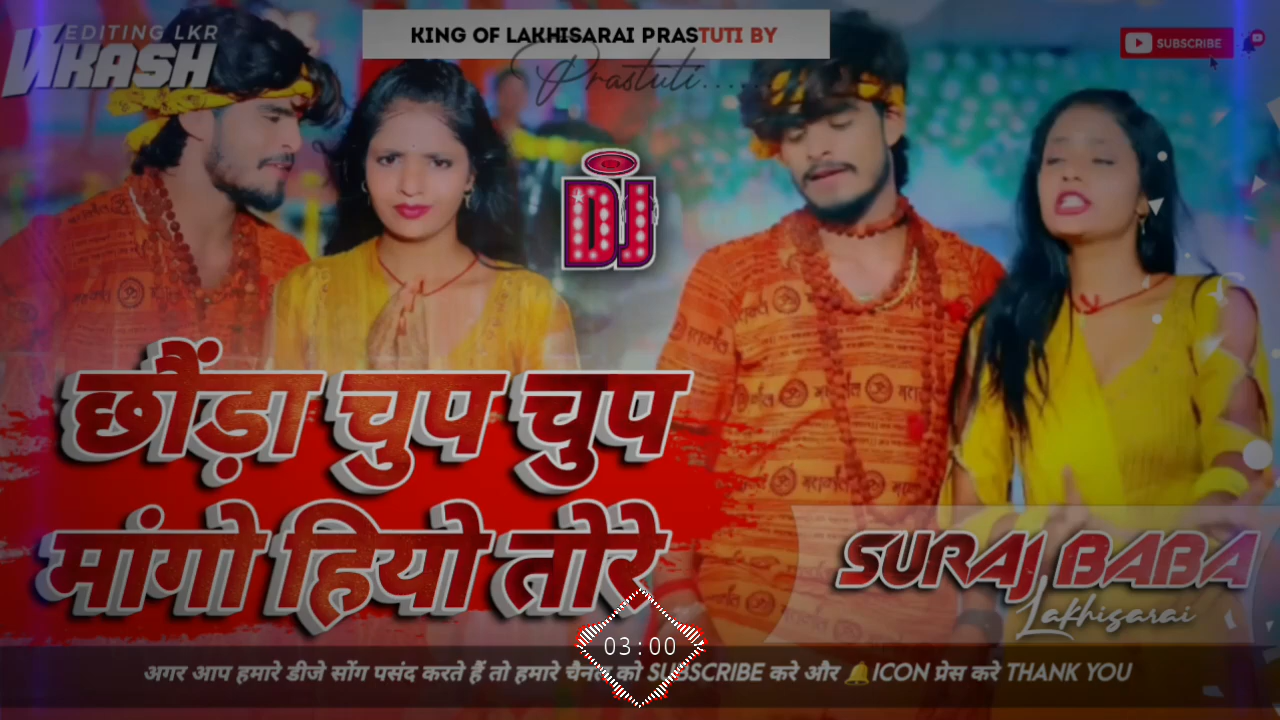 EDITING LKR
VIKASH
KING OF LAKHISARAI PRASTUTI BY
Prastuti......
SUBSCRIBE
DJ
छौंड़ा चुप चुप
मांगो हियो तोरे
SURAJ BABA
Lakhisarai
03:00
अगर आप हमारे डीजे सोंग पसंद करते हैं तो हमारे चैनल को SUBSCRIBE करे और 🔔ICON प्रेस करे THANK YOU